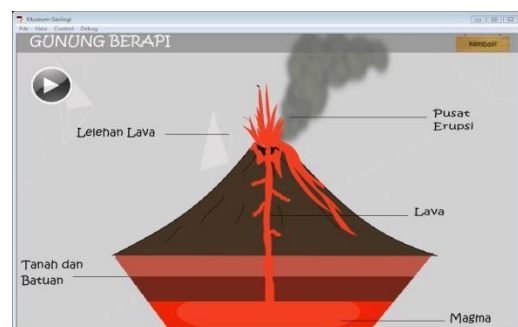 Museum Geologi
File View Control Debug
GUNUNG BERAPI
Kembali
Lelehan Lava
Pusat
Erupsi
Lava
Tanah dan
Batuan
Magma